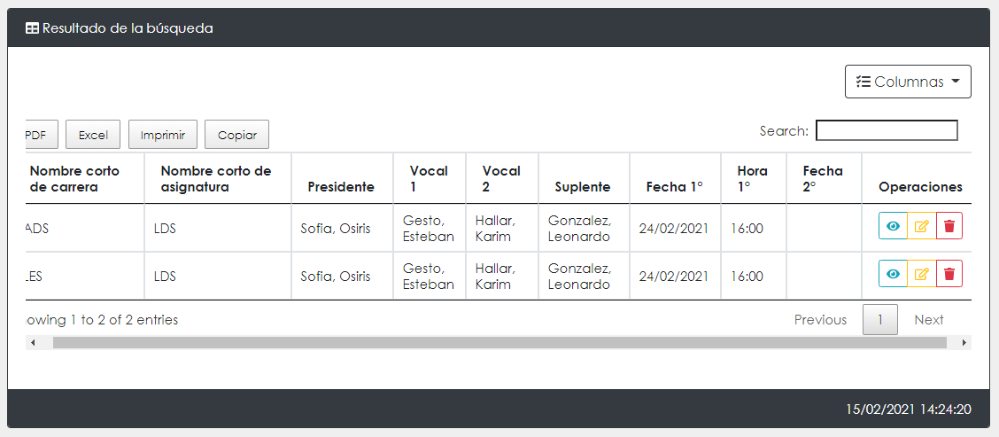 Resultado de la búsqueda
Columnas
PDF Excel Imprimir Copiar Search:
Nombre corto de carrera Nombre corto de asignatura Presidente Vocal 1 Vocal 2 Suplente Fecha 1° Hora 1° Fecha 2° Operaciones
ADS LDS Sofia, Osiris Gesto, Esteban Hallar, Karim Gonzalez, Leonardo 24/02/2021 16:00
LES LDS Sofia, Osiris Gesto, Esteban Hallar, Karim Gonzalez, Leonardo 24/02/2021 16:00
howing 1 to 2 of 2 entries Previous 1 Next
15/02/2021 14:24:20